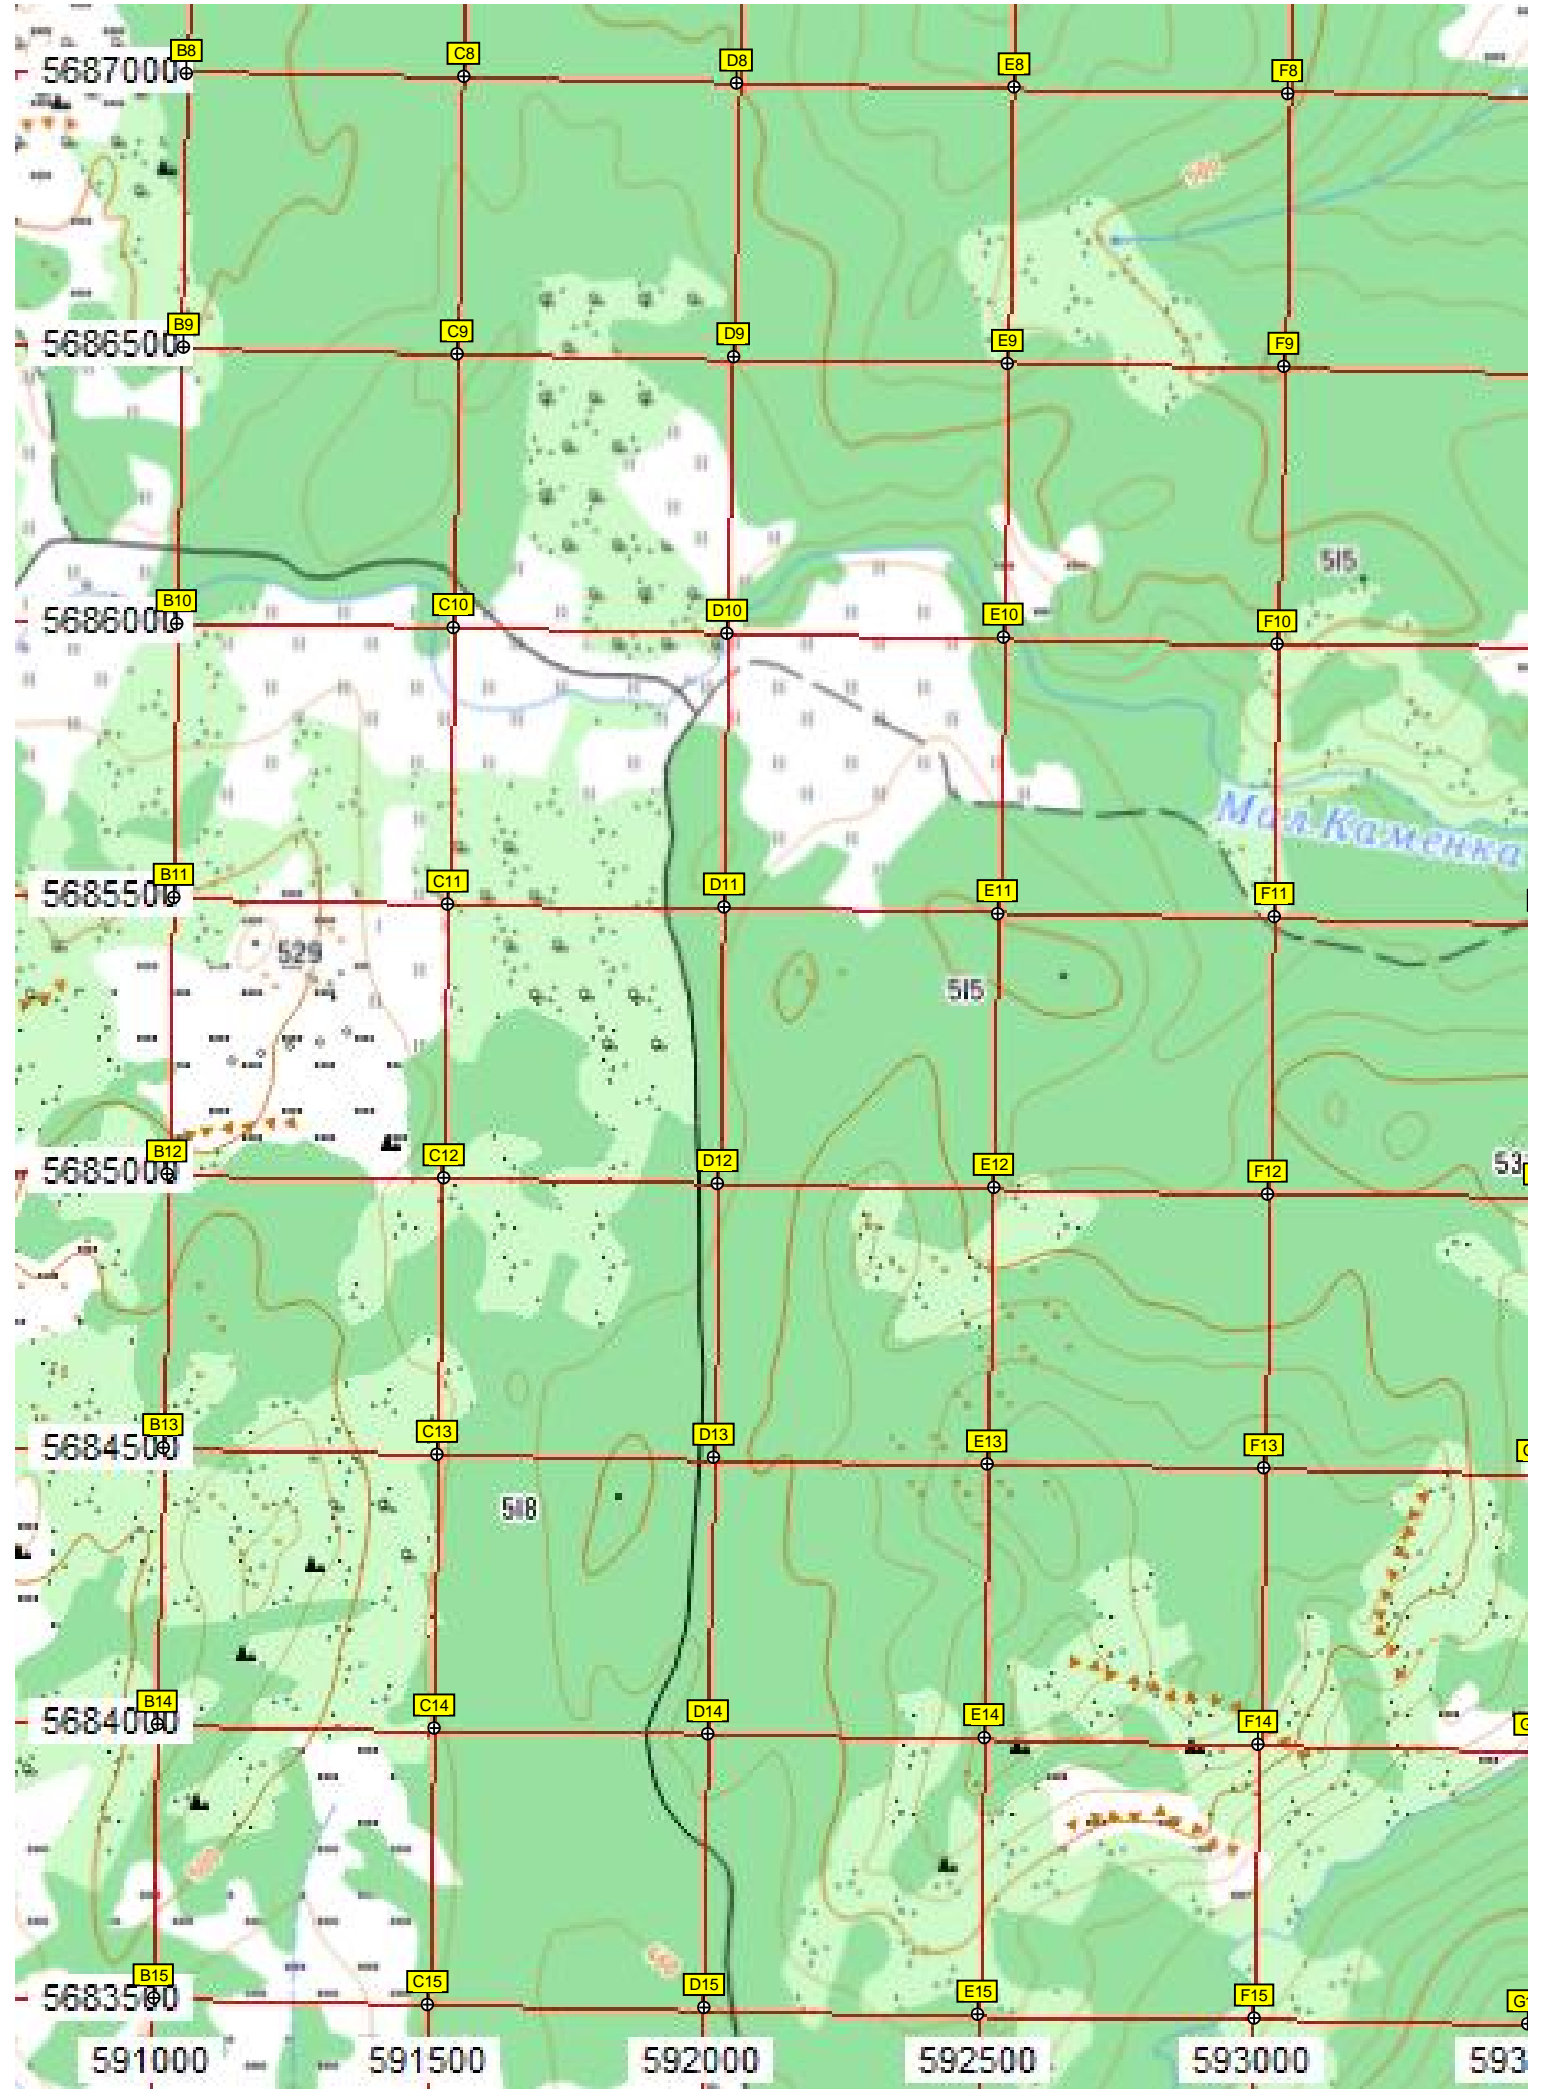 B8 C8 D8 E8 F8
5687000
B9 C9 D9 E9 F9
5686500
515
B10 C10 D10 E10 F10
5686000
Мал.Каменка
B11 C11 D11 E11 F11
5685500
529
515
B12 C12 D12 E12 F12
5685000
53
B13 C13 D13 E13 F13
5684500
518
B14 C14 D14 E14 F14 G
5684000
B15 C15 D15 E15 F15
5683500
591000 591500 592000 592500 593000 593